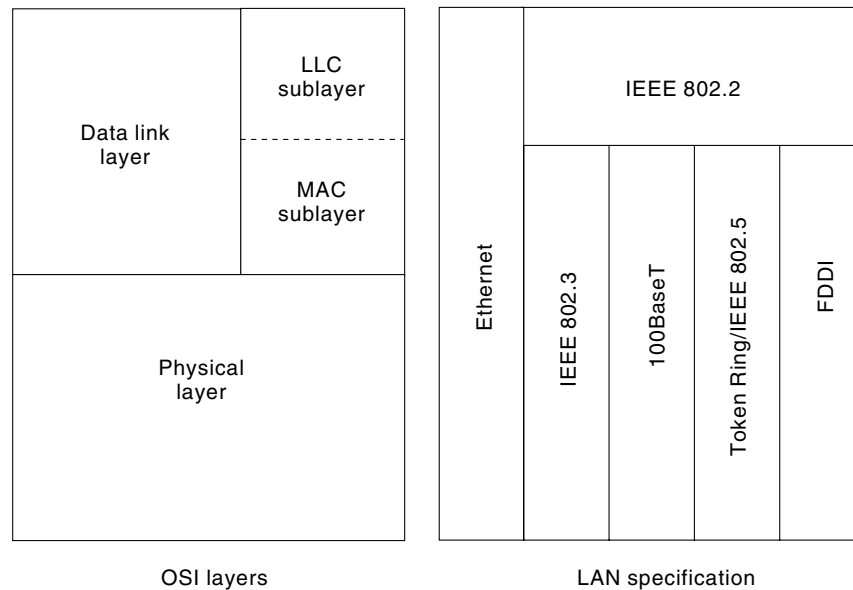 Data link
layer
LLC
sublayer
MAC
sublayer
Physical
layer
OSI layers
Ethernet
IEEE 802.2
IEEE 802.3
100BaseT
Token Ring/IEEE 802.5
FDDI
LAN specification